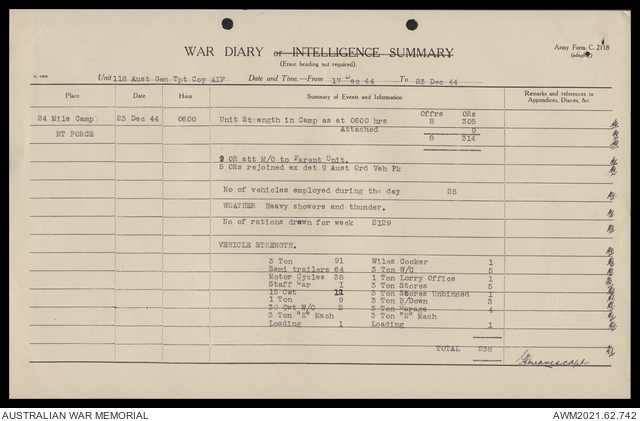 Army Form C. 2118
(adapted)
WAR DIARY or INTELLIGENCE SUMMARY
(Erase heading not required).
Unit 118 Aust Gen Tpt Coy AIF Date and Time.—From 17 Dec 44 To 23 Dec 44
Place Date Hour Summary of Events and Information Remarks and references to Appendices, Diaries, &c.
24 Mile Camp 23 Dec 44 0600 Unit Strength in Camp as at 0600 hrs Offrs 8 ORs 305
NT FORCE Attached 9
8 314
9 OR att M/O to Parent Unit.
5 ORs rejoined ex det 9 Aust Ord Veh Pk
No of vehicles employed during the day 25
WEATHER Heavy showers and thunder.
No of rations drawn for week 2129
VEHICLE STRENGTH.
3 Ton 91 Wiles Cooker 1
Semi trailers 64 3 Ton W/C 5
Motor Cycles 38 1 Ton Lorry Office 1
Staff Car 1 3 Ton Stores 5
15 Cwt 11 3 Ton Stores Unbinned 1
1 Ton 9 3 Ton B/Down 3
30 Cwt W/C 2 3 Ton Garage 4
3 Ton "K" Mach 3 Ton "Z" Mach
Loading 1 Loading 1
TOTAL 238
AUSTRALIAN WAR MEMORIAL AWM2021.62.742